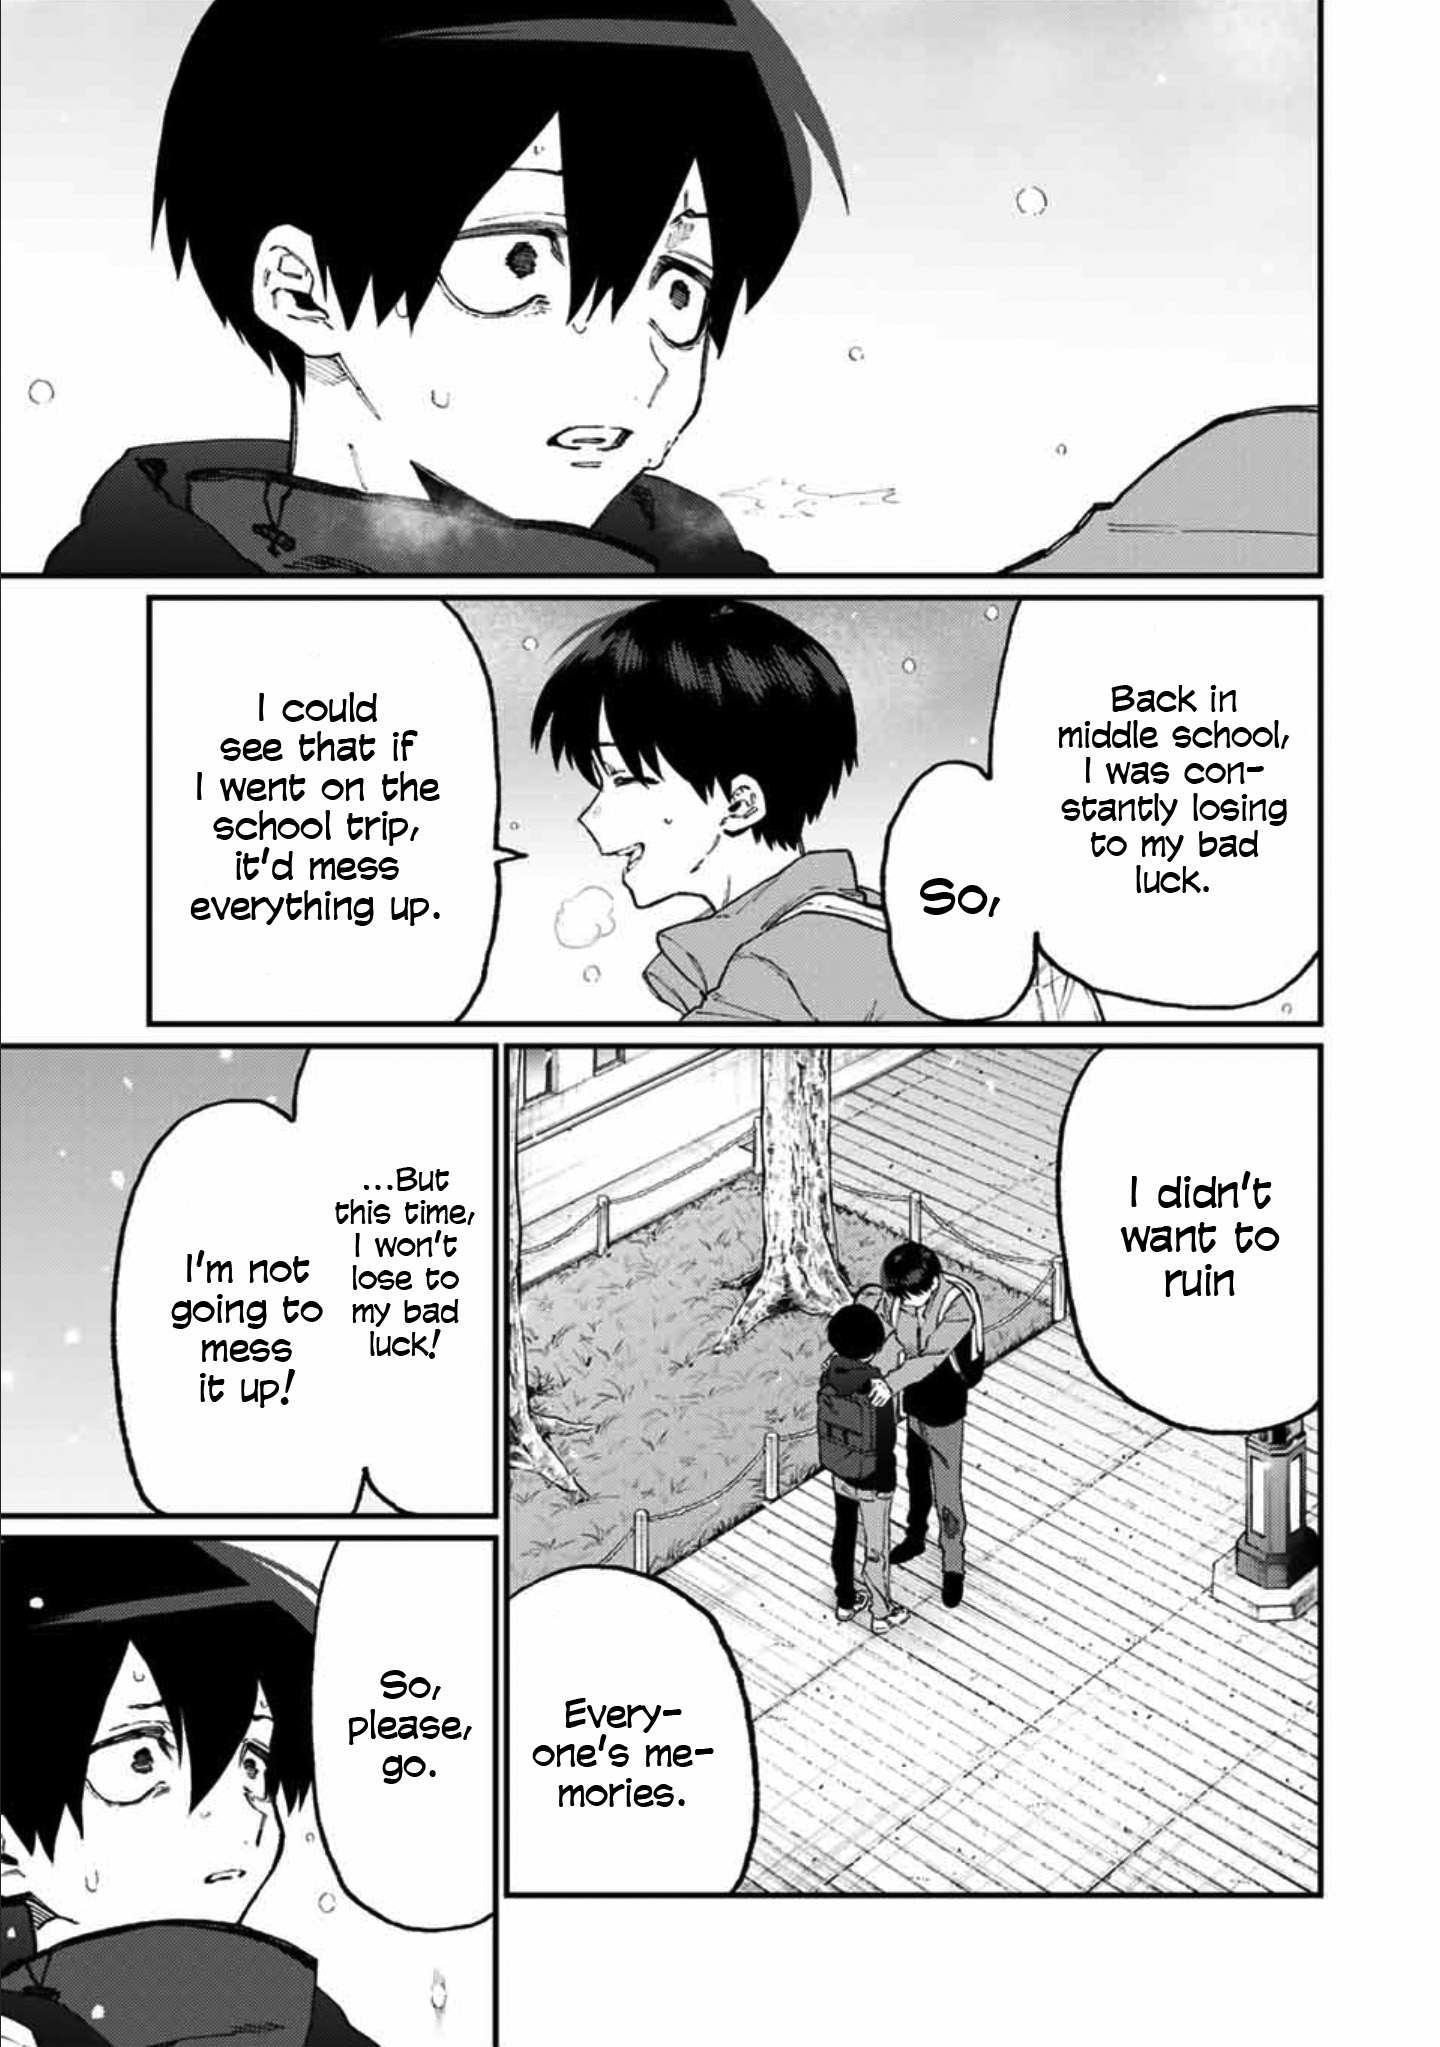 Back in
middle school,
I was con-
stantly losing
to my bad
luck.
So,
I could
see that if
I went on the
school trip,
it'd mess
everything up.
I didn't
want to
ruin
Every-
one's me-
mories.
...But
this time,
I won't
lose to
my bad
luck!
I'm not
going to
mess
it up!
So,
please,
go.